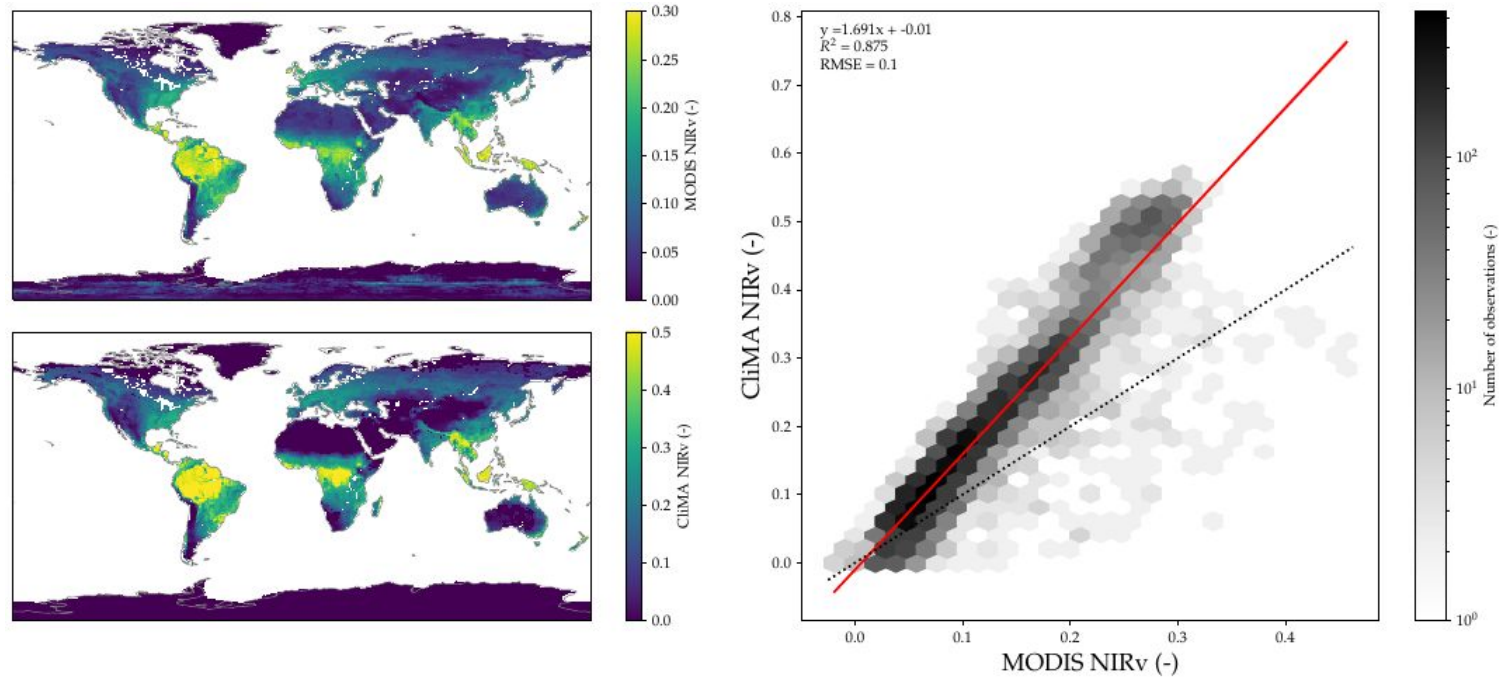 0.30
0.25
0.20
0.15
0.10
0.05
0.00
MODIS NIRv (-)
0.5
0.4
0.3
0.2
0.1
0.0
CliMA NIRv (-)
y =1.691x + -0.01
R² = 0.875
RMSE = 0.1
0.8
0.7
0.6
0.5
0.4
0.3
0.2
0.1
0.0
CliMA NIRv (-)
0.0 0.1 0.2 0.3 0.4
MODIS NIRv (-)
10²
10¹
10⁰
Number of observations (-)